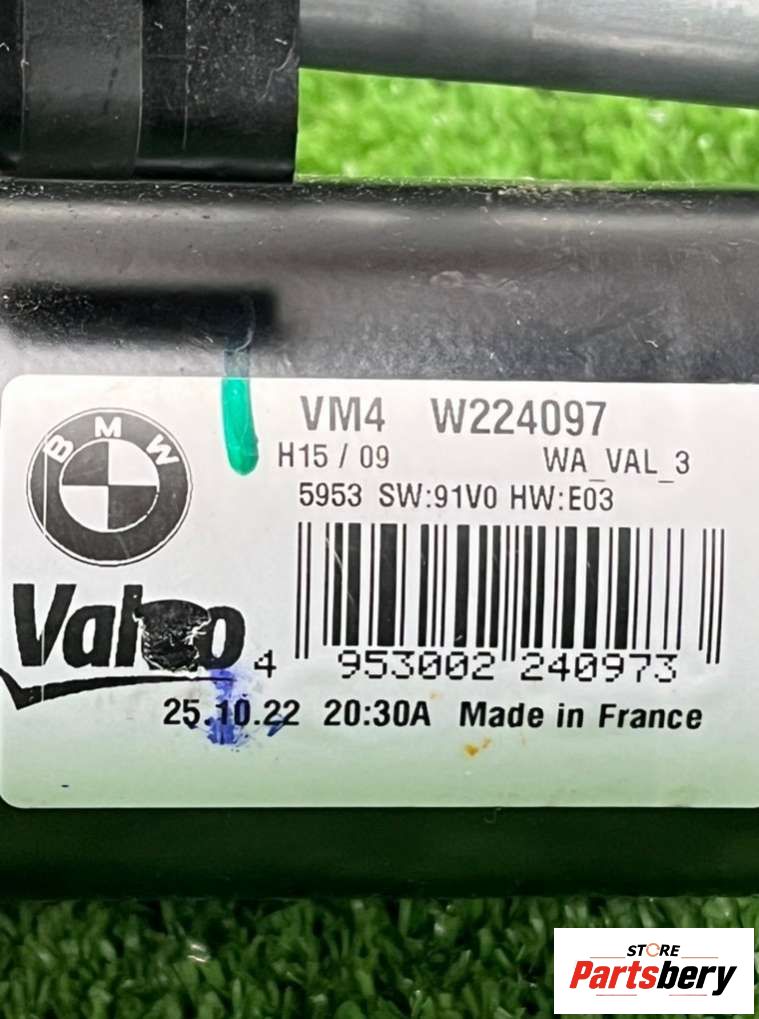 BMW
VM4 W224097
H15 / 09 WA_VAL_3
5953 SW:91V0 HW:E03
Valeo
4 953002 240973
25.10.22 20:30A Made in France
STORE
Partsbery